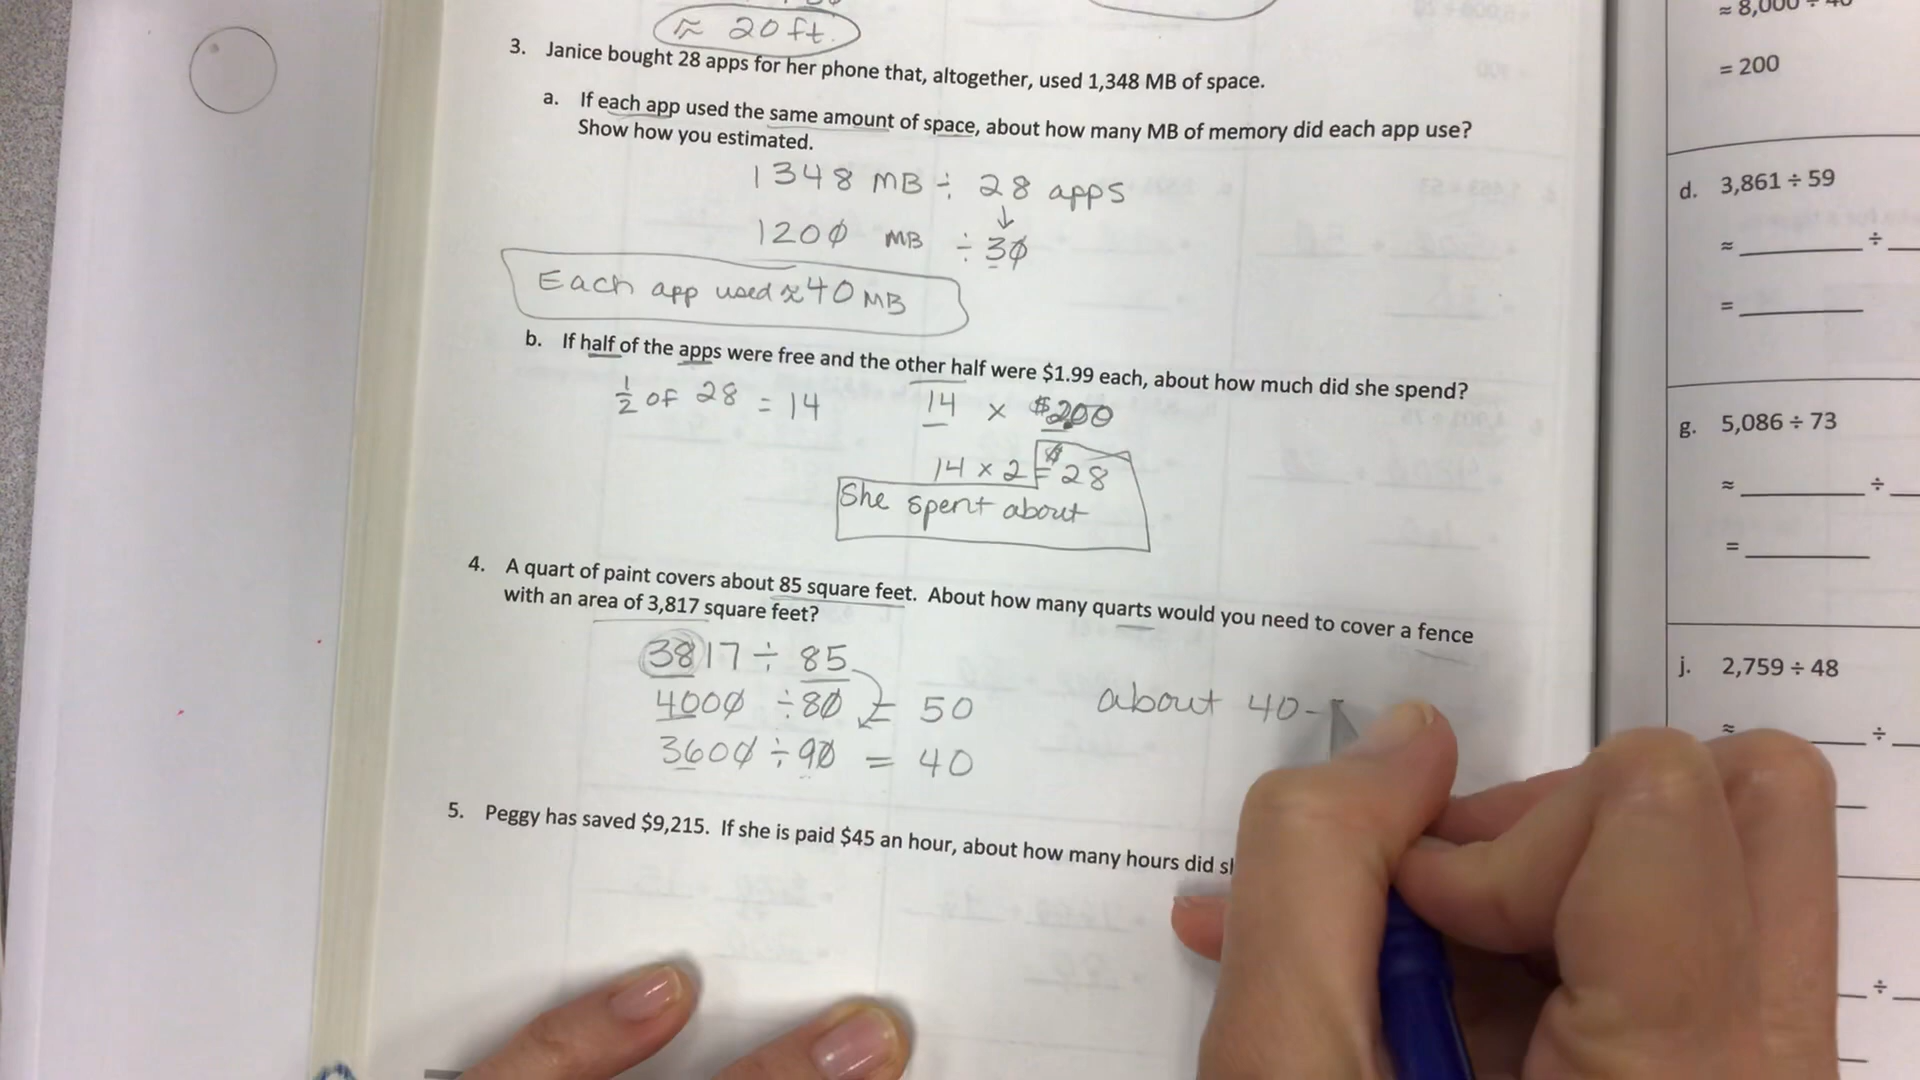 ≈ 20 ft.
3. Janice bought 28 apps for her phone that, altogether, used 1,348 MB of space.
a. If each app used the same amount of space, about how many MB of memory did each app use?
Show how you estimated.
1348 MB ÷ 28 apps
↓
1200 MB ÷ 30
Each app used ≈ 40 MB
b. If half of the apps were free and the other half were $1.99 each, about how much did she spend?
1/2 of 28 = 14 14 x $2.00
14 x 2 = $28
She spent about
4. A quart of paint covers about 85 square feet. About how many quarts would you need to cover a fence
with an area of 3,817 square feet?
3817 ÷ 85
4000 ÷ 80 = 50 about 40-
3600 ÷ 90 = 40
5. Peggy has saved $9,215. If she is paid $45 an hour, about how many hours did
≈ 8,000 ÷ 40
= 200
d. 3,861 ÷ 59
≈ ______ ÷ __
= ______
g. 5,086 ÷ 73
≈ ______ ÷ __
= ______
j. 2,759 ÷ 48
≈ ______ ÷ __
÷